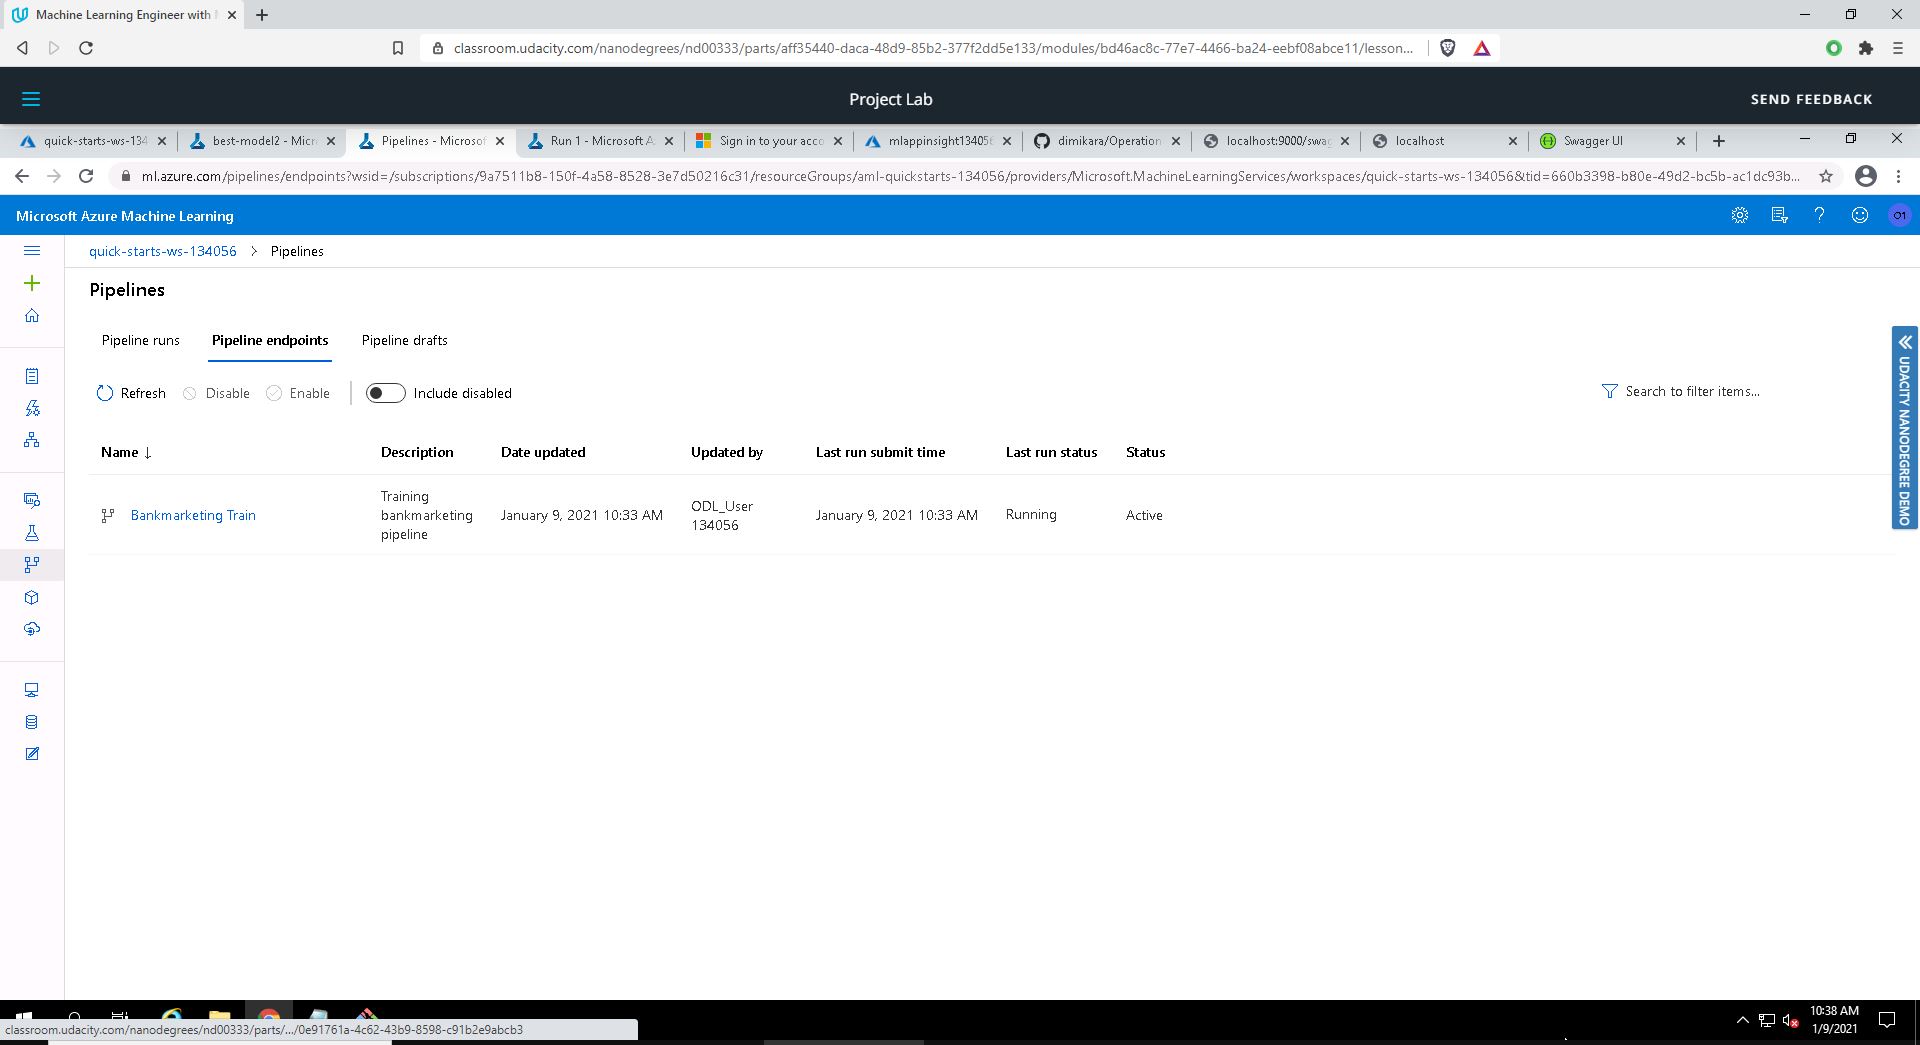 Machine Learning Engineer with
classroom.udacity.com/nanodegrees/nd00333/parts/aff35440-daca-48d9-85b2-377f2dd5e133/modules/bd46ac8c-77e7-4466-ba24-eebf08abce11/lesson...
Project Lab
SEND FEEDBACK
quick-starts-ws-134
best-model2 - Micr
Pipelines - Microsof
Run 1 - Microsoft A
Sign in to your acco
mlappinsight134056
dimikara/Operation
localhost:9000/swag
localhost
Swagger UI
ml.azure.com/pipelines/endpoints?wsid=/subscriptions/9a7511b8-150f-4a58-8528-3e7d50216c31/resourceGroups/aml-quickstarts-134056/providers/Microsoft.MachineLearningServices/workspaces/quick-starts-ws-134056&tid=660b3398-b80e-49d2-bc5b-ac1dc93b...
Microsoft Azure Machine Learning
O1
quick-starts-ws-134056 > Pipelines
Pipelines
Pipeline runs
Pipeline endpoints
Pipeline drafts
Refresh
Disable
Enable
Include disabled
Search to filter items...
UDACITY NANODEGREE DEMO
Name ↓
Description
Date updated
Updated by
Last run submit time
Last run status
Status
Bankmarketing Train
Training
bankmarketing
pipeline
January 9, 2021 10:33 AM
ODL_User
134056
January 9, 2021 10:33 AM
Running
Active
classroom.udacity.com/nanodegrees/nd00333/parts/.../0e91761a-4c62-43b9-8598-c91b2e9abcb3
10:38 AM
1/9/2021